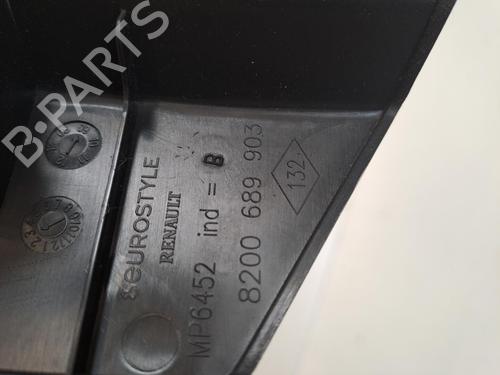 B-PARTS
eUROSTYLE
RENAULT
MP6452 ind = B
8200 689 903
132